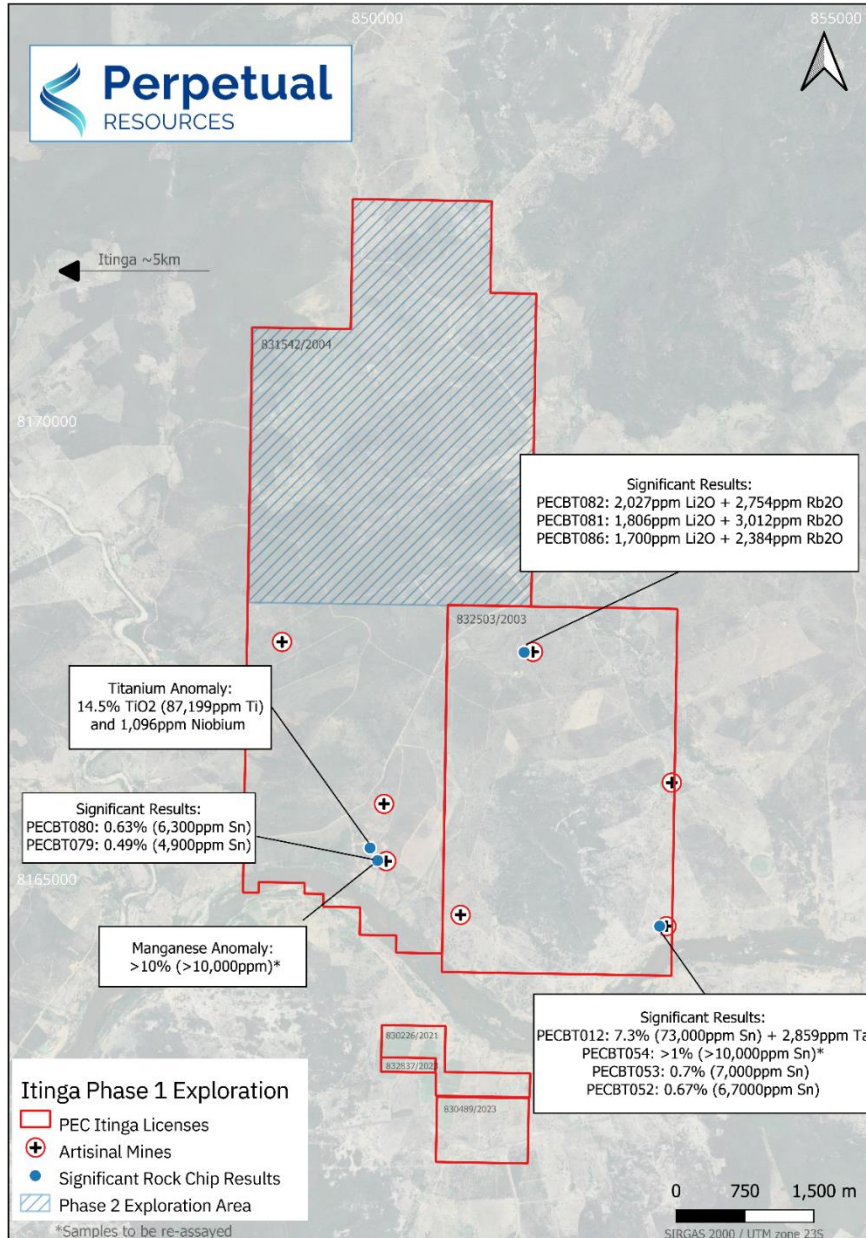 850000
855000
Perpetual
RESOURCES
Itinga ~5km
831542/2004
8170000
Significant Results:
PECBT082: 2,027ppm Li2O + 2,754ppm Rb2O
PECBT081: 1,806ppm Li2O + 3,012ppm Rb2O
PECBT086: 1,700ppm Li2O + 2,384ppm Rb2O
832503/2003
Titanium Anomaly:
14.5% TiO2 (87,199ppm Ti)
and 1,096ppm Niobium
Significant Results:
PECBT080: 0.63% (6,300ppm Sn)
PECBT079: 0.49% (4,900ppm Sn)
8165000
Manganese Anomaly:
>10% (>10,000ppm)*
Significant Results:
PECBT012: 7.3% (73,000ppm Sn) + 2,859ppm Ta
PECBT054: >1% (>10,000ppm Sn)*
PECBT053: 0.7% (7,000ppm Sn)
PECBT052: 0.67% (6,7000ppm Sn)
830226/2021
830489/2023
Itinga Phase 1 Exploration
PEC Itinga Licenses
Artisinal Mines
Significant Rock Chip Results
Phase 2 Exploration Area
*Samples to be re-assayed
0 750 1,500 m
SIRGAS 2000 / UTM zone 23S